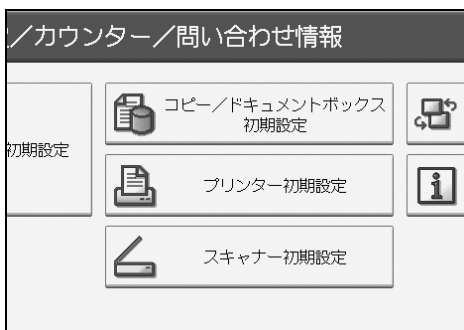 ／カウンター／問い合わせ情報
コピー／ドキュメントボックス
初期設定
初期設定
プリンター初期設定
スキャナー初期設定